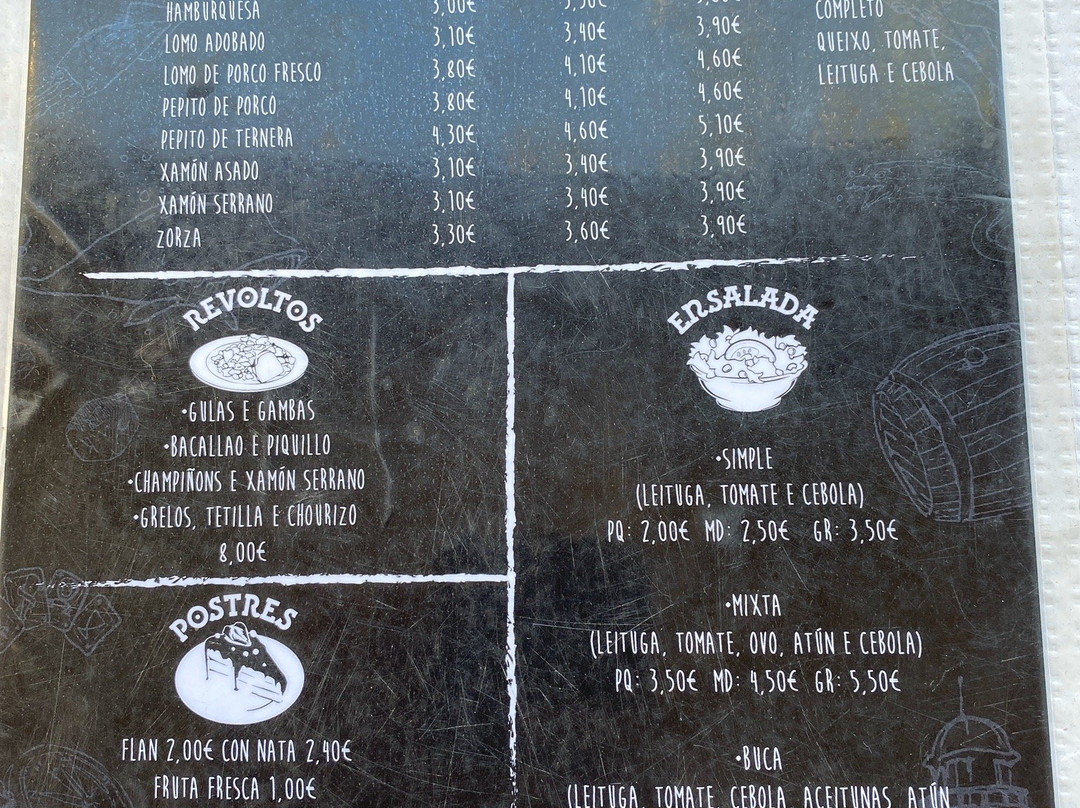 HAMBURQUESA 3,00€ 3,30€
LOMO ADOBADO 3,10€ 3,40€ 3,90€
LOMO DE PORCO FRESCO 3,80€ 4,10€ 4,60€
PEPITO DE PORCO 3,80€ 4,10€ 4,60€
PEPITO DE TERNERA 4,30€ 4,60€ 5,10€
XAMÓN ASADO 3,10€ 3,40€ 3,90€
XAMÓN SERRANO 3,10€ 3,40€ 3,90€
ZORZA 3,30€ 3,60€ 3,90€
COMPLETO
QUEIXO, TOMATE,
LEITUGA E CEBOLA
REVOLTOS
•GULAS E GAMBAS
•BACALLAO E PIQUILLO
•CHAMPIÑONS E XAMÓN SERRANO
•GRELOS, TETILLA E CHOURIZO
8,00€
POSTRES
FLAN 2,00€ CON NATA 2,40€
FRUTA FRESCA 1,00€
ENSALADA
•SIMPLE
(LEITUGA, TOMATE E CEBOLA)
PQ: 2,00€ MD: 2,50€ GR: 3,50€
•MIXTA
(LEITUGA, TOMATE, OVO, ATÚN E CEBOLA)
PQ: 3,50€ MD: 4,50€ GR: 5,50€
•BUCA
(LEITUGA, TOMATE, CEBOLA, ACEITUNAS, ATÚN